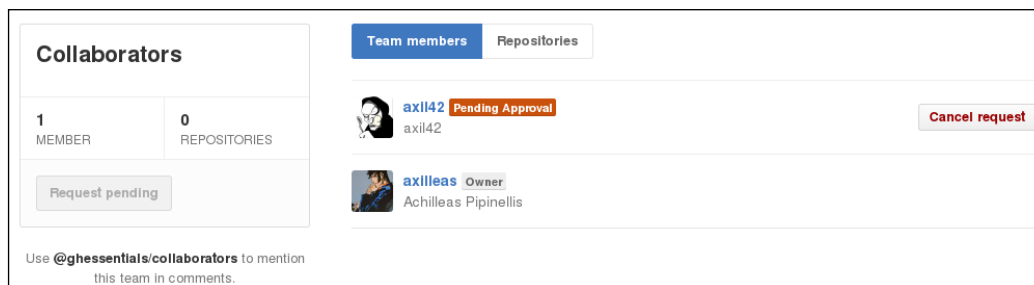 Collaborators
1
MEMBER
0
REPOSITORIES
Request pending
Use @ghessentials/collaborators to mention
this team in comments.
Team members
Repositories
axil42 Pending Approval
axil42
Cancel request
axilleas Owner
Achilleas Pipinellis